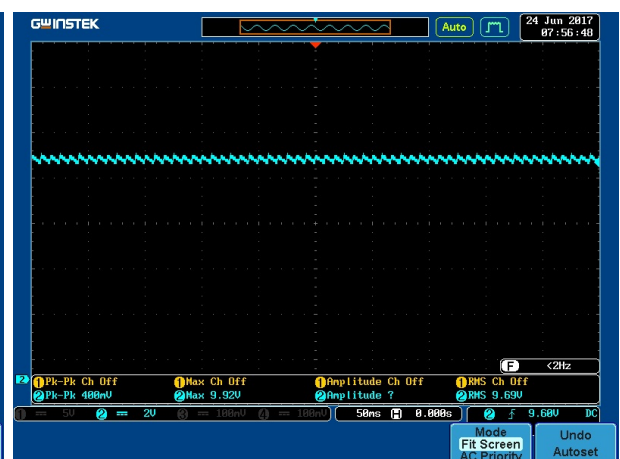 GWINSTEK
Auto
24 Jun 2017
07:56:48
F <2Hz
2
1 Pk-Pk Ch Off 1 Max Ch Off 1 Amplitude Ch Off 1 RMS Ch Off
2 Pk-Pk 400mV 2 Max 9.92V 2 Amplitude ? 2 RMS 9.69V
1 5V 2 2V 3 100mV 4 100mV 50ms H 0.000s 2 9.60V DC
Mode
Fit Screen
AC Priority
Undo
Autoset